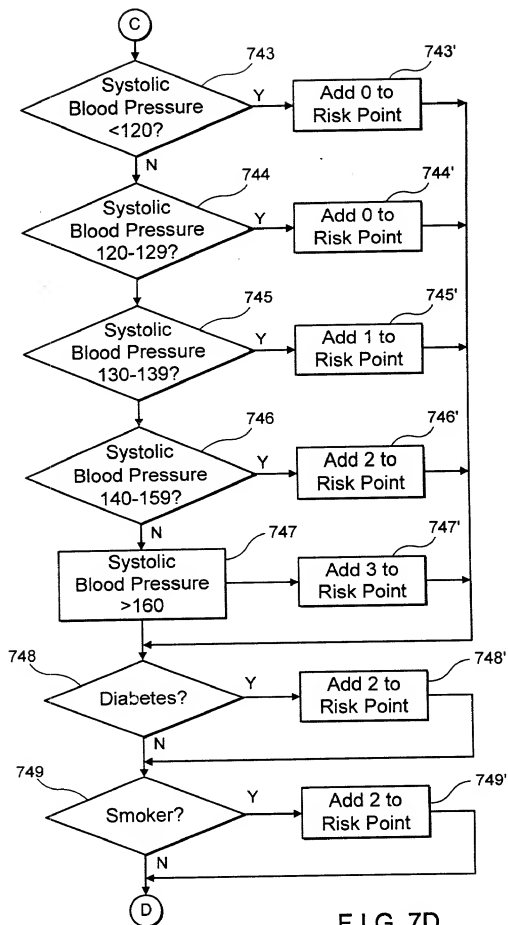 C
743
743'
Systolic
Blood Pressure
<120?
Y
Add 0 to
Risk Point
N
744
744'
Systolic
Blood Pressure
120-129?
Y
Add 0 to
Risk Point
745
745'
Systolic
Blood Pressure
130-139?
Y
Add 1 to
Risk Point
746
746'
Systolic
Blood Pressure
140-159?
Y
Add 2 to
Risk Point
N
747
747'
Systolic
Blood Pressure
>160
Add 3 to
Risk Point
748
748'
Diabetes?
Y
Add 2 to
Risk Point
N
749
749'
Smoker?
Y
Add 2 to
Risk Point
N
D
FIG. 7D